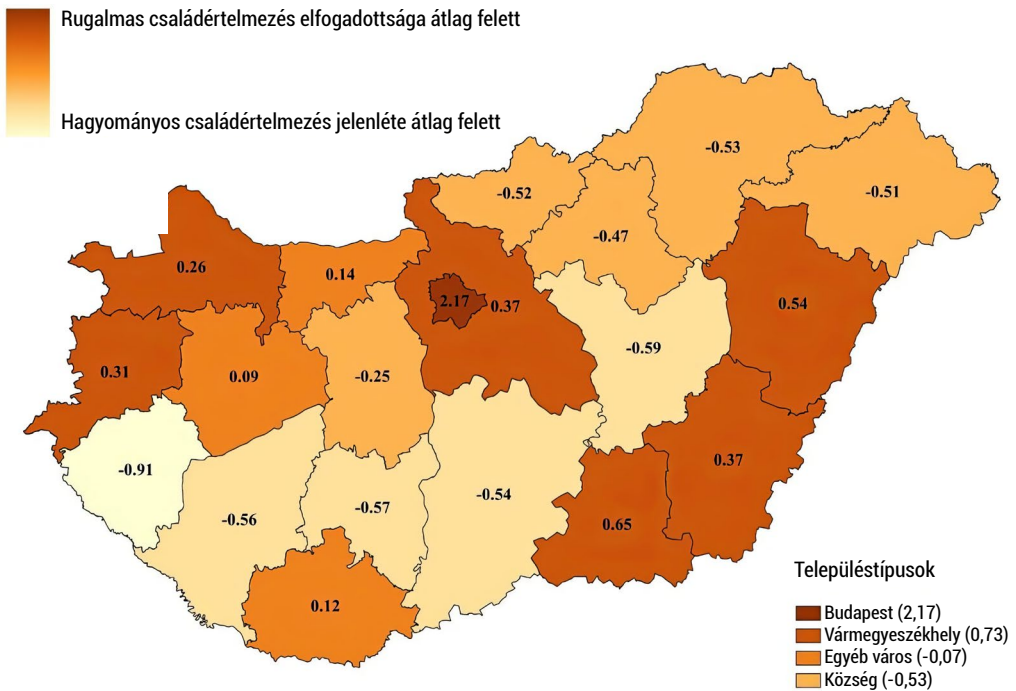 Rugalmas családértelmezés elfogadottsága átlag felett
Hagyományos családértelmezés jelenléte átlag felett
-0.53
-0.52
-0.51
-0.47
0.26
0.14
2.17
0.37
0.54
-0.59
0.31
0.09
-0.25
-0.91
0.37
-0.56
-0.57
-0.54
0.65
0.12
Településtípusok
Budapest (2,17)
Vármegyeszékhely (0,73)
Egyéb város (-0,07)
Község (-0,53)